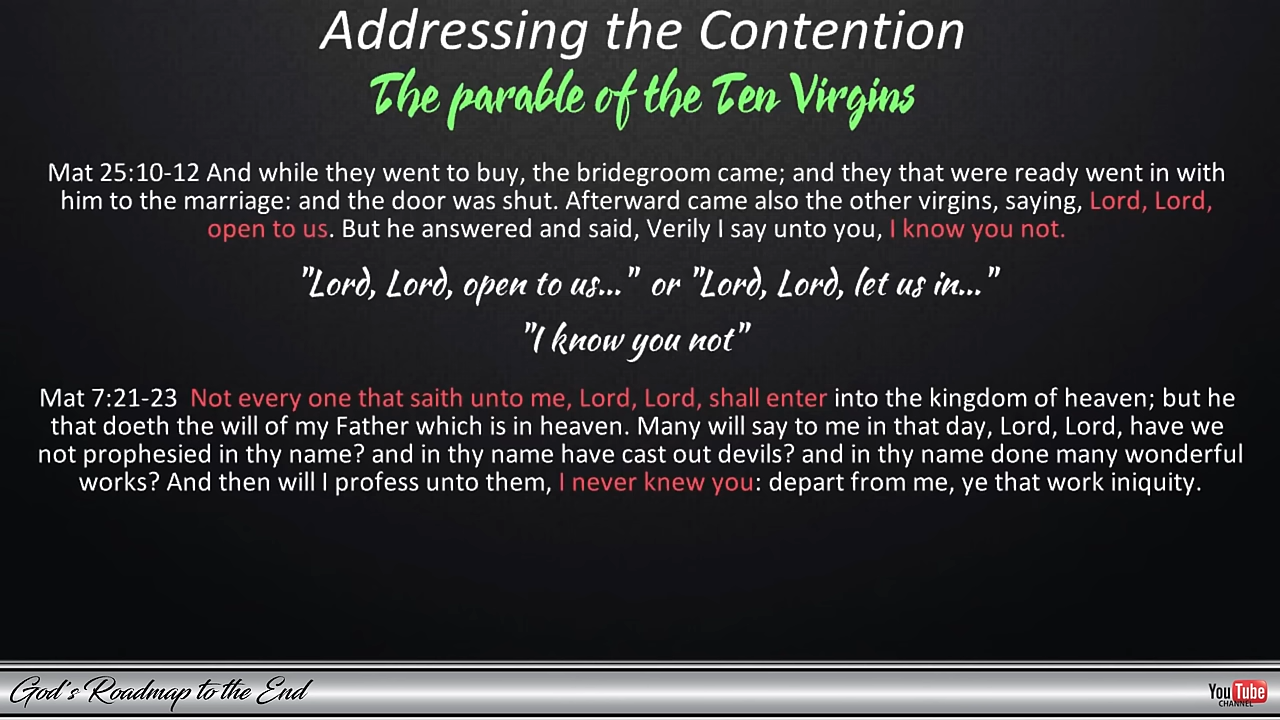 Addressing the Contention
The parable of the Ten Virgins
Mat 25:10-12 And while they went to buy, the bridegroom came; and they that were ready went in with
him to the marriage: and the door was shut. Afterward came also the other virgins, saying, Lord, Lord,
open to us. But he answered and said, Verily I say unto you, I know you not.
"Lord, Lord, open to us..." or "Lord, Lord, let us in..."
"I know you not"
Mat 7:21-23 Not every one that saith unto me, Lord, Lord, shall enter into the kingdom of heaven; but he
that doeth the will of my Father which is in heaven. Many will say to me in that day, Lord, Lord, have we
not prophesied in thy name? and in thy name have cast out devils? and in thy name done many wonderful
works? And then will I profess unto them, I never knew you: depart from me, ye that work iniquity.
God's Roadmap to the End
YouTube
CHANNEL